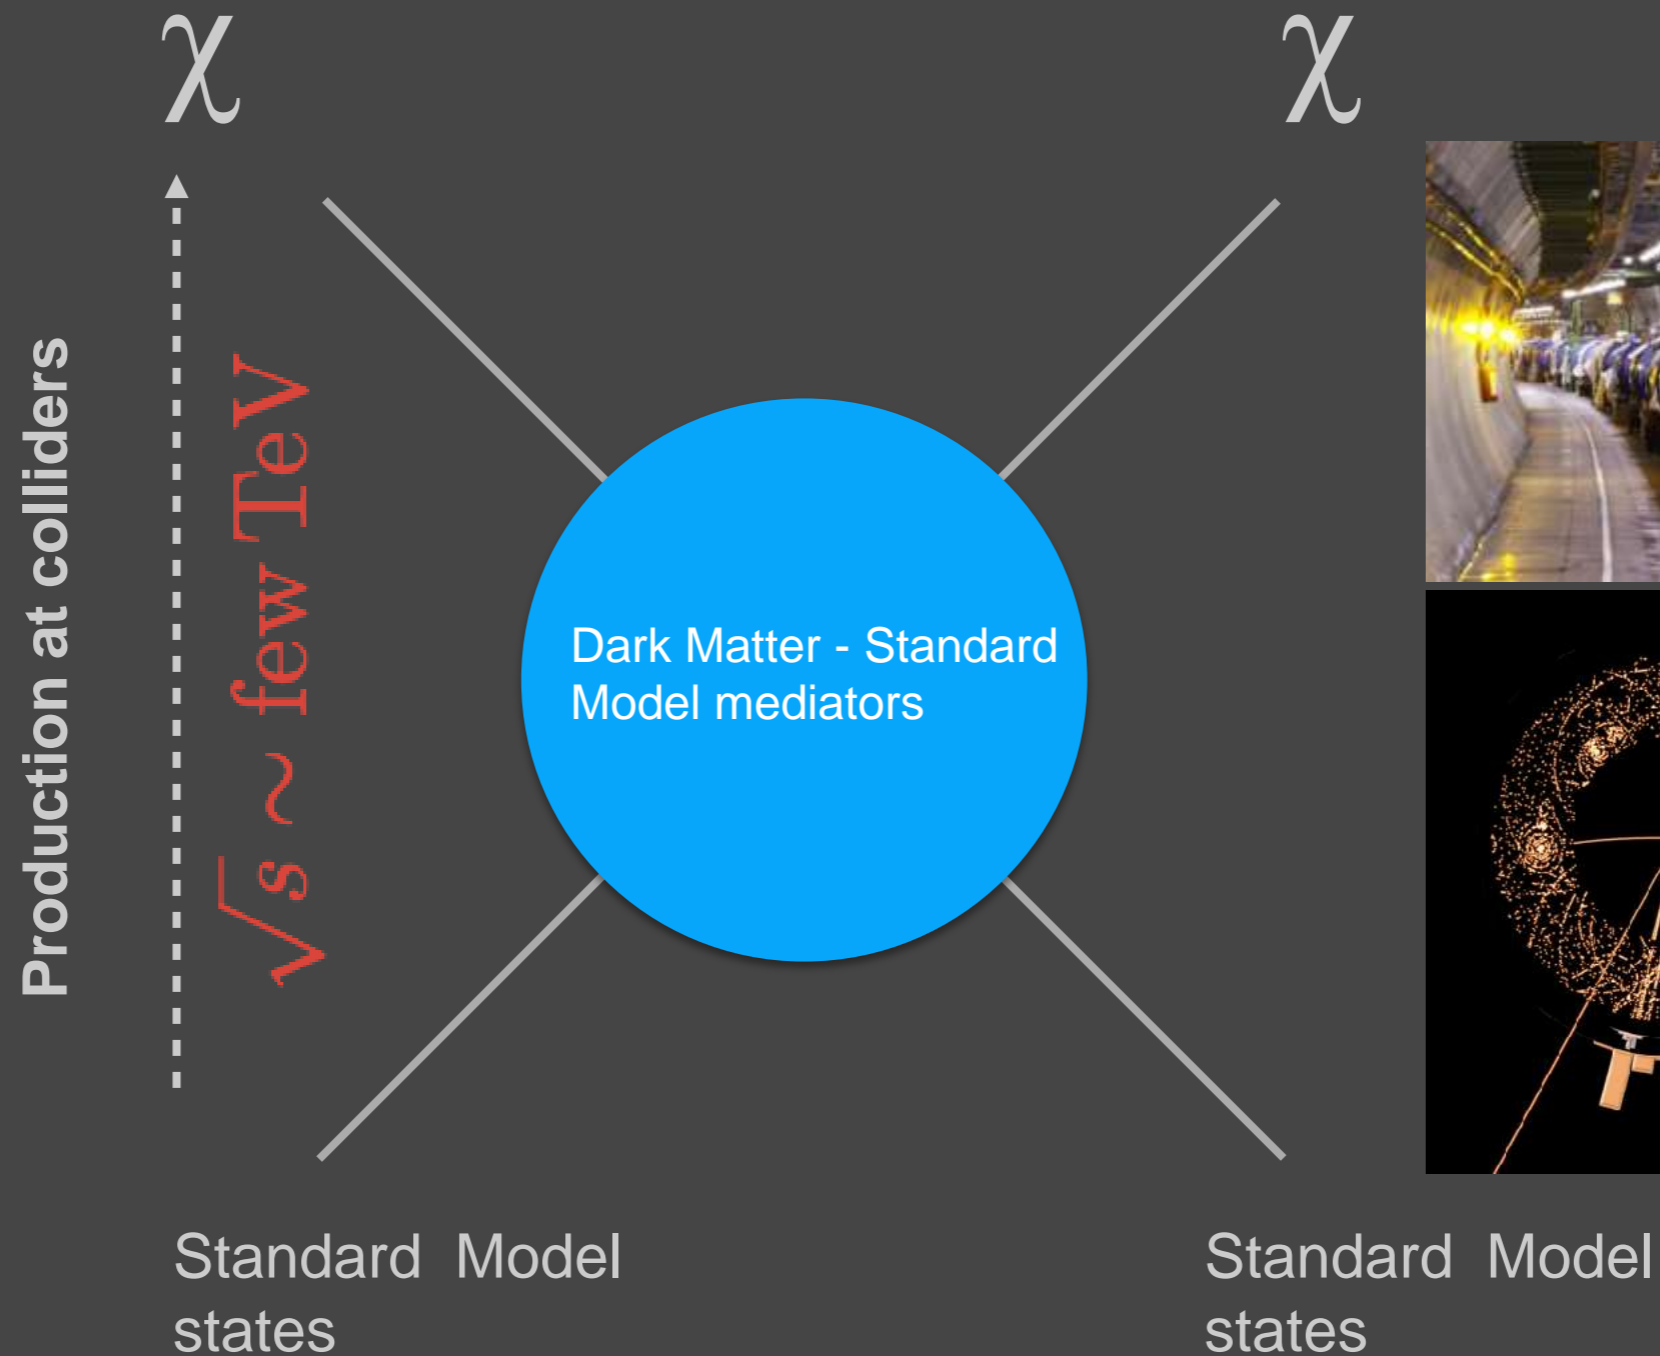 χ
χ
Production at colliders
√s ~ few TeV
Dark Matter - Standard
Model mediators
Standard Model
states
Standard Model
states